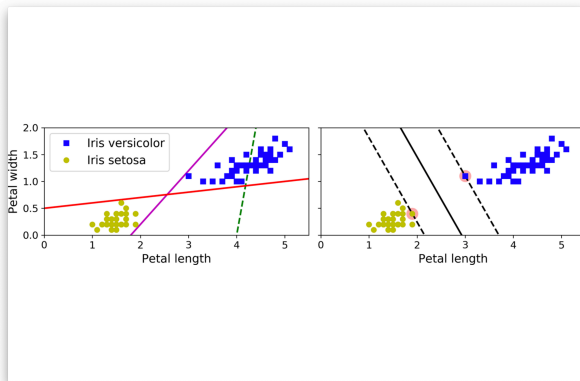 Iris versicolor
Iris setosa
Petal width
2.0
1.5
1.0
0.5
0.0
0 1 2 3 4 5
Petal length
0 1 2 3 4 5
Petal length